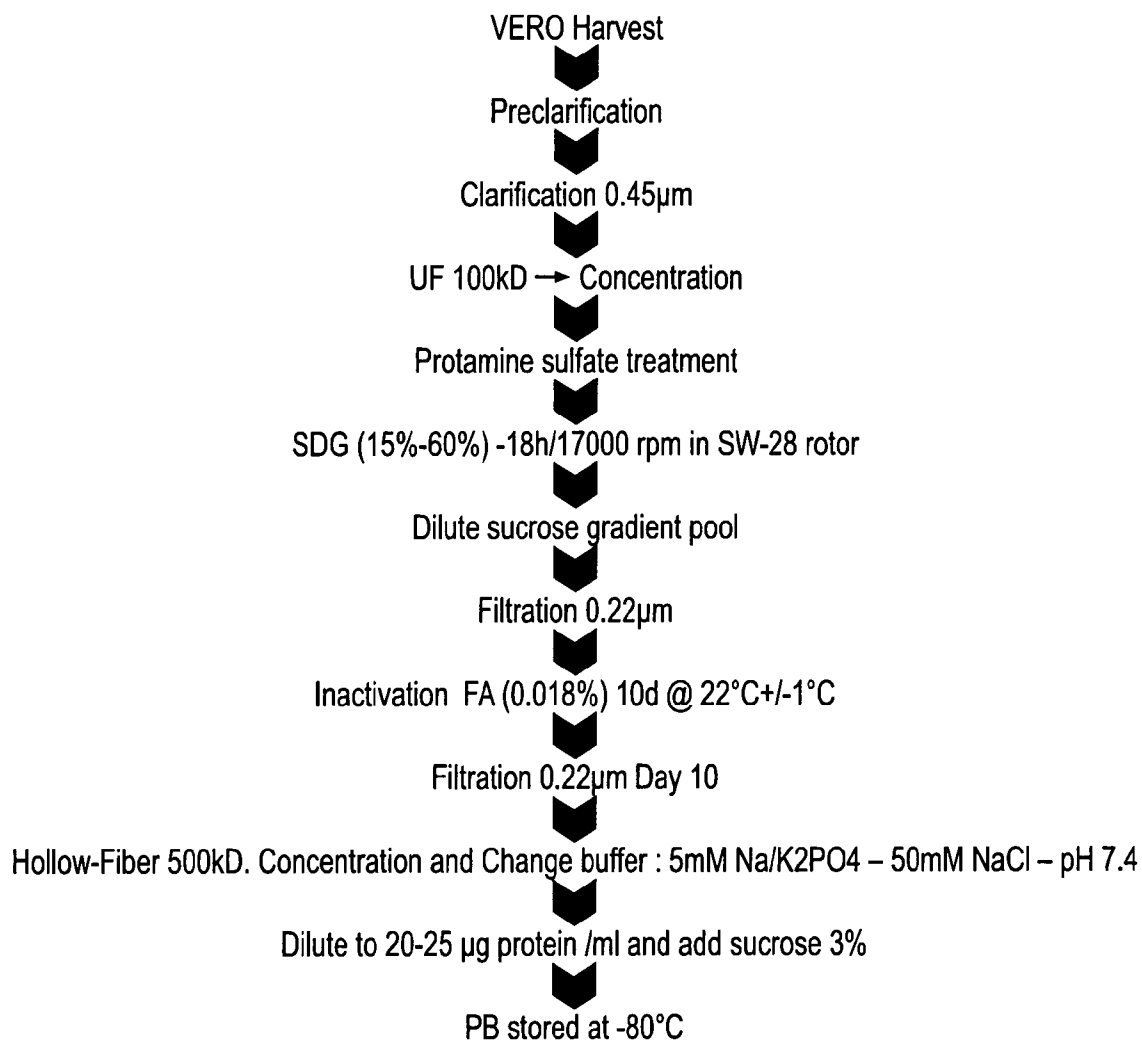 VERO Harvest
Preclarification
Clarification 0.45µm
UF 100kD → Concentration
Protamine sulfate treatment
SDG (15%-60%) -18h/17000 rpm in SW-28 rotor
Dilute sucrose gradient pool
Filtration 0.22µm
Inactivation FA (0.018%) 10d @ 22°C+/-1°C
Filtration 0.22µm Day 10
Hollow-Fiber 500kD. Concentration and Change buffer : 5mM Na/K2PO4 – 50mM NaCl – pH 7.4
Dilute to 20-25 µg protein /ml and add sucrose 3%
PB stored at -80°C